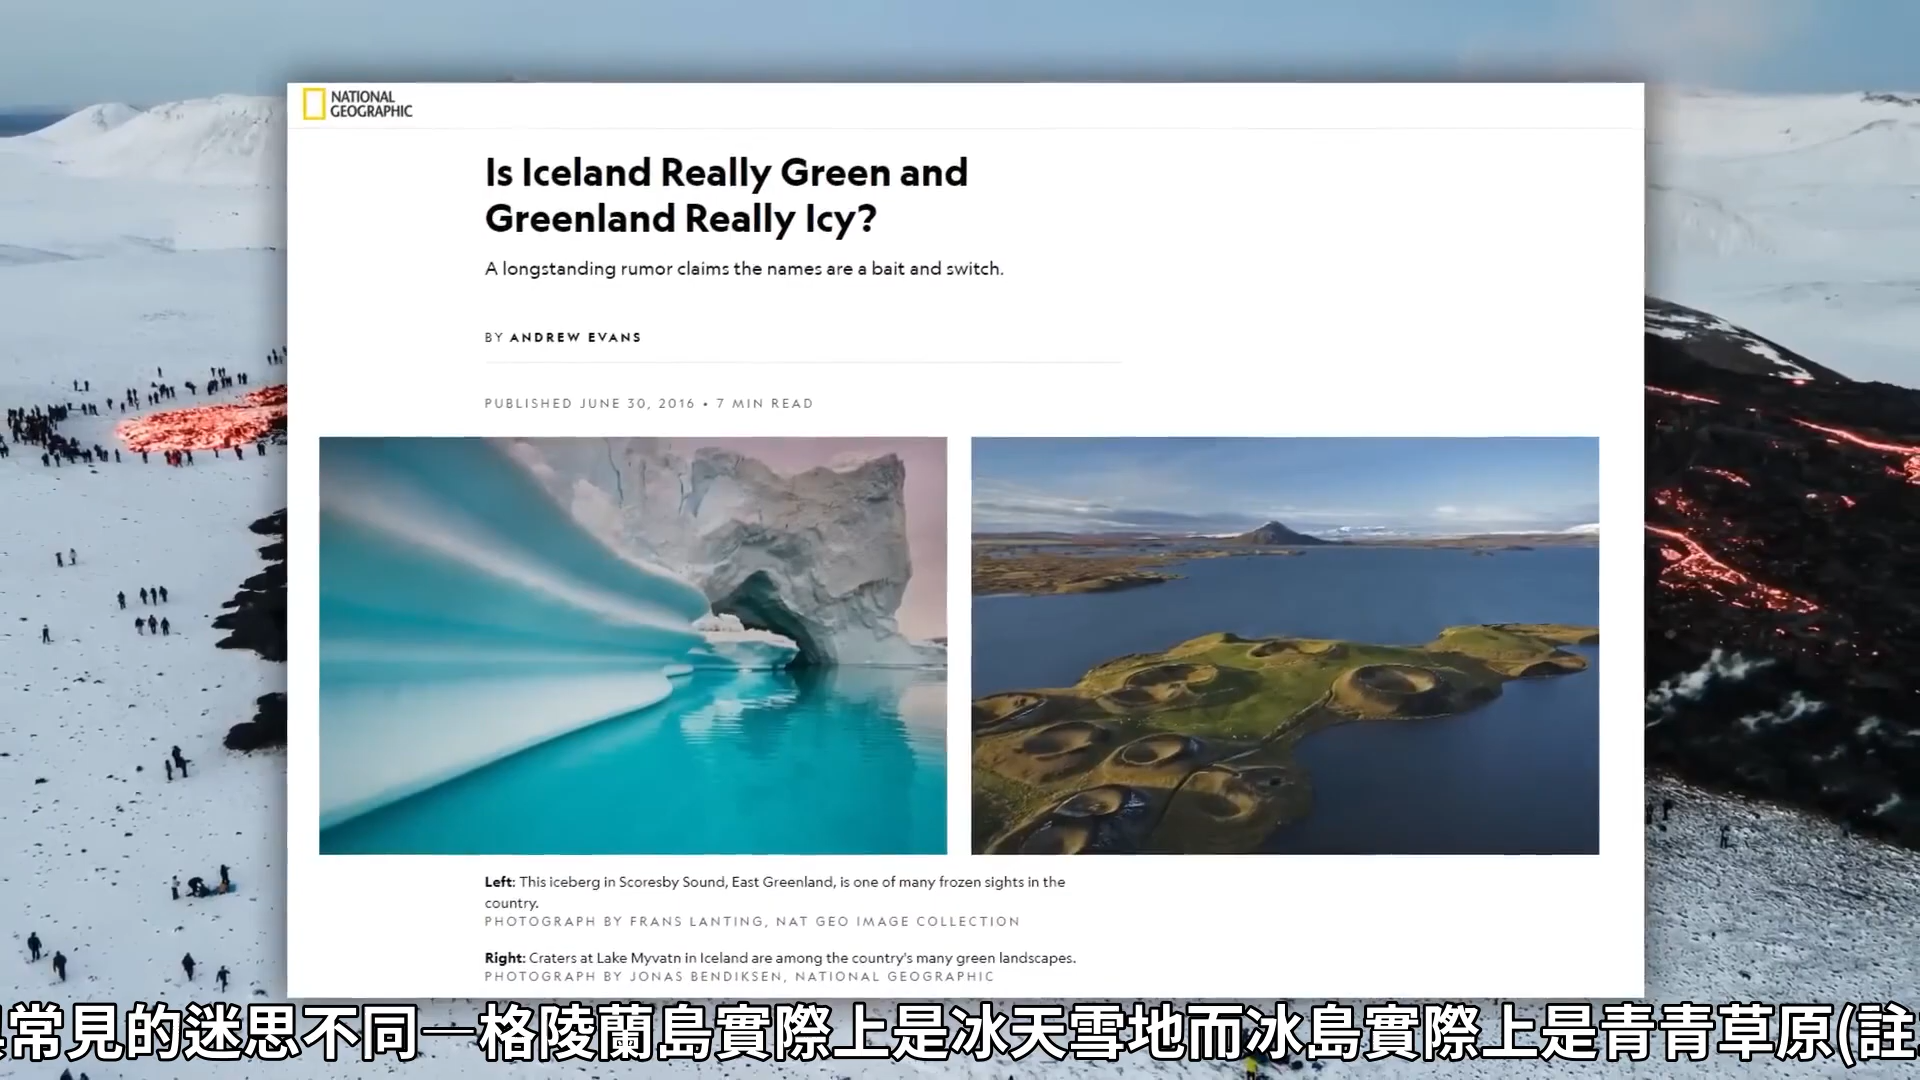 NATIONAL
GEOGRAPHIC
Is Iceland Really Green and
Greenland Really Icy?
A longstanding rumor claims the names are a bait and switch.
BY ANDREW EVANS
PUBLISHED JUNE 30, 2016 • 7 MIN READ
Left: This iceberg in Scoresby Sound, East Greenland, is one of many frozen sights in the
country.
PHOTOGRAPH BY FRANS LANTING, NAT GEO IMAGE COLLECTION
Right: Craters at Lake Myvatn in Iceland are among the country's many green landscapes.
PHOTOGRAPH BY JONAS BENDIKSEN, NATIONAL GEOGRAPHIC
常見的迷思不同—格陵蘭島實際上是冰天雪地而冰島實際上是青青草原(註